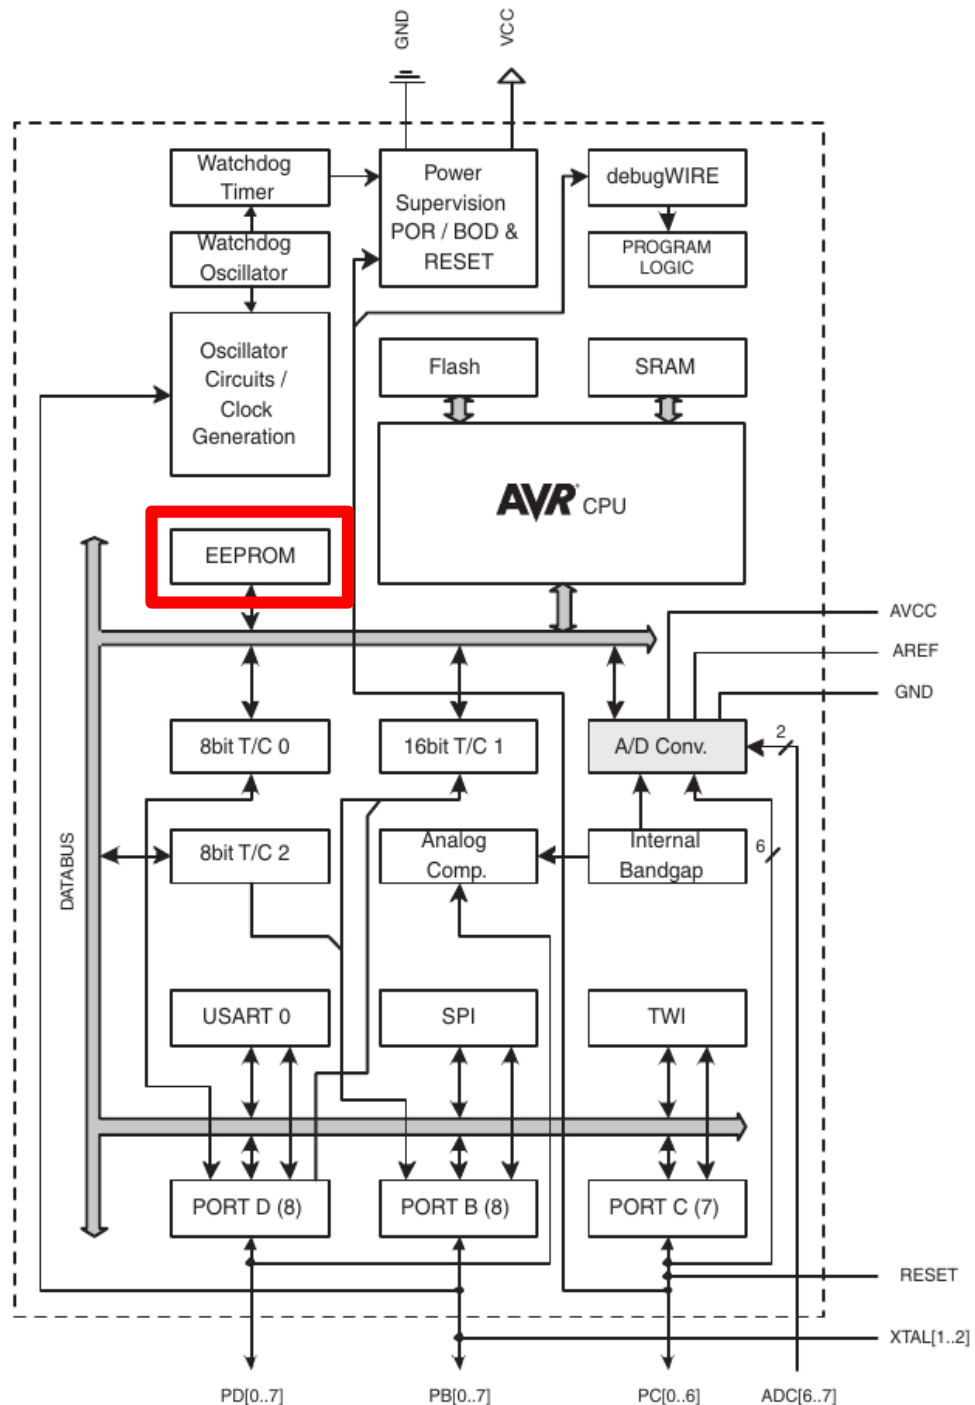 GND
VCC
Watchdog
Timer
Power
Supervision
POR / BOD &
RESET
debugWIRE
Watchdog
Oscillator
PROGRAM
LOGIC
Oscillator
Circuits /
Clock
Generation
Flash
SRAM
AVR® CPU
EEPROM
AVCC
AREF
GND
8bit T/C 0
16bit T/C 1
A/D Conv.
2
DATABUS
8bit T/C 2
Analog
Comp.
Internal
Bandgap
6
USART 0
SPI
TWI
PORT D (8)
PORT B (8)
PORT C (7)
RESET
XTAL[1..2]
PD[0..7]
PB[0..7]
PC[0..6]
ADC[6..7]